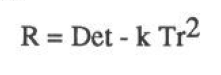 R = Det - k Tr²